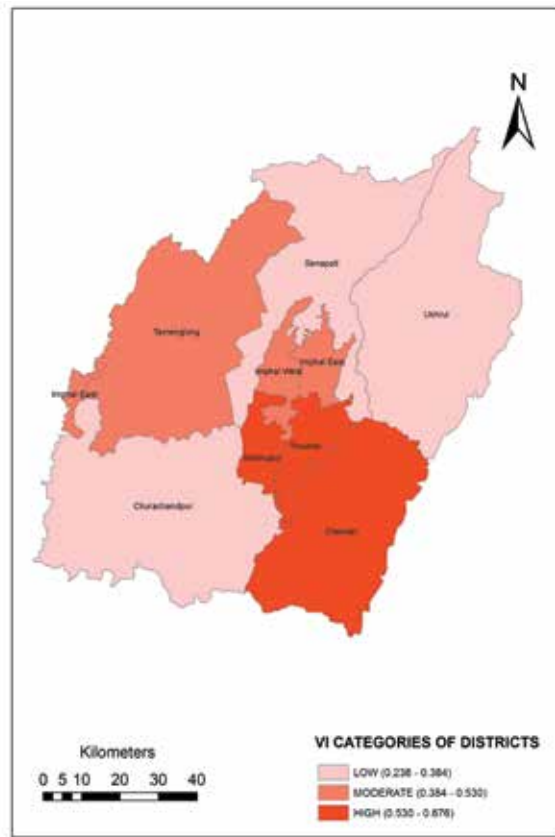 N
Senapati
Ukhrul
Tamenglong
Imphal East
Imphal West
Imphal East
Bishnupur
Thoubal
Chandel
Churachandpur
Kilometers
0 5 10 20 30 40
VI CATEGORIES OF DISTRICTS
LOW (0.238 - 0.384)
MODERATE (0.384 - 0.530)
HIGH (0.530 - 0.676)